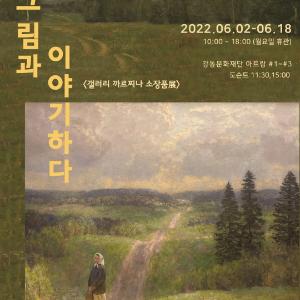 그림과
이야기하다
2022.06.02-06.18
10:00 ~ 18:00 (월요일 휴관)
강동문화재단 아트랑 #1~#3
도슨트 11:30,15:00
<갤러리 까르찌나 소장품展>